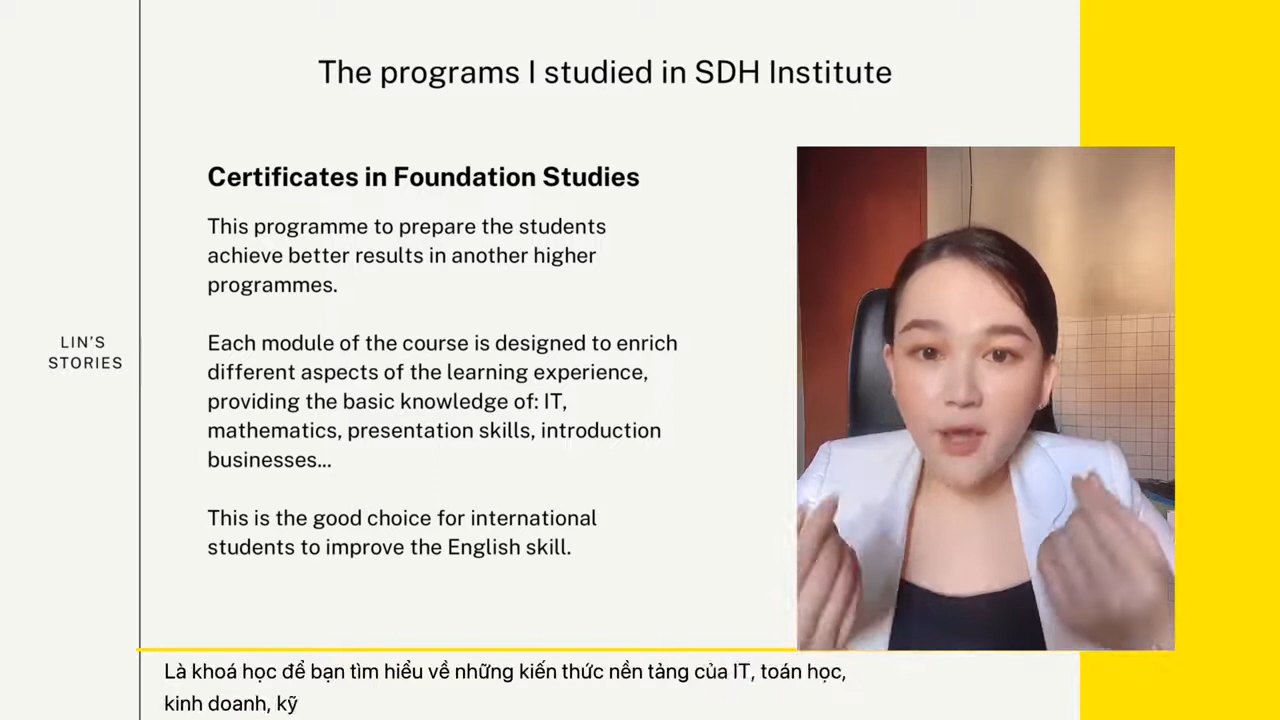 The programs I studied in SDH Institute
Certificates in Foundation Studies
This programme to prepare the students
achieve better results in another higher
programmes.
Each module of the course is designed to enrich
different aspects of the learning experience,
providing the basic knowledge of: IT,
mathematics, presentation skills, introduction
businesses...
This is the good choice for international
students to improve the English skill.
LIN'S
STORIES
Là khoá học để bạn tìm hiểu về những kiến thức nền tảng của IT, toán học,
kinh doanh, kỹ